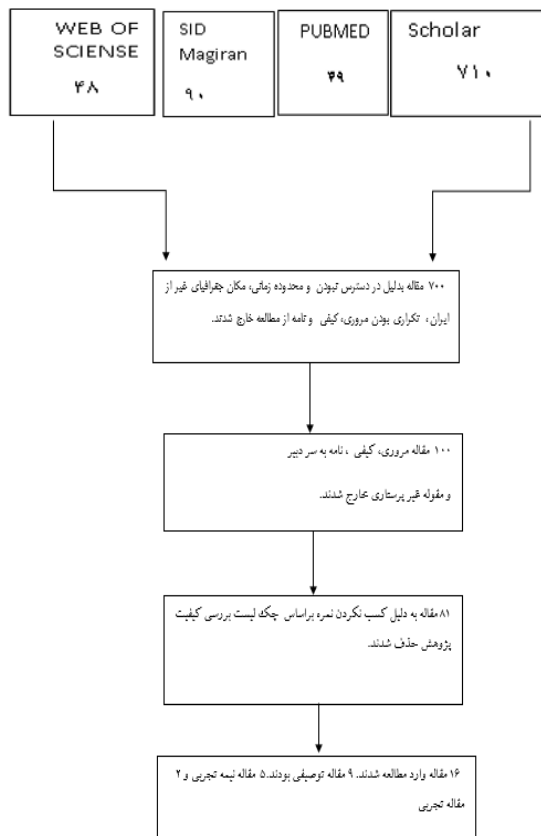 WEB OF
SCIENSE
۴۸
SID
Magiran
۹۰
PUBMED
۴۹
Scholar
۷۱۰
۷۰۰ مقاله بدلیل در دسترس نبودن و محدوده زمانی، مکان جغرافیای غیر از
ایران ، تکراری بودن مروری، کیفی و نامه از مطالعه خارج شدند.
۱۰۰ مقاله مروری، کیفی ، نامه به سر دبیر
و مقوله غیر پرستاری خارج شدند.
۸۱ مقاله به دلیل کسب نکردن نمره براساس چک لیست بررسی کیفیت
پژوهش حذف شدند.
۱۶ مقاله وارد مطالعه شدند. ۹ مقاله توصیفی بودند. ۵ مقاله نیمه تجربی و ۲
مقاله تجربی